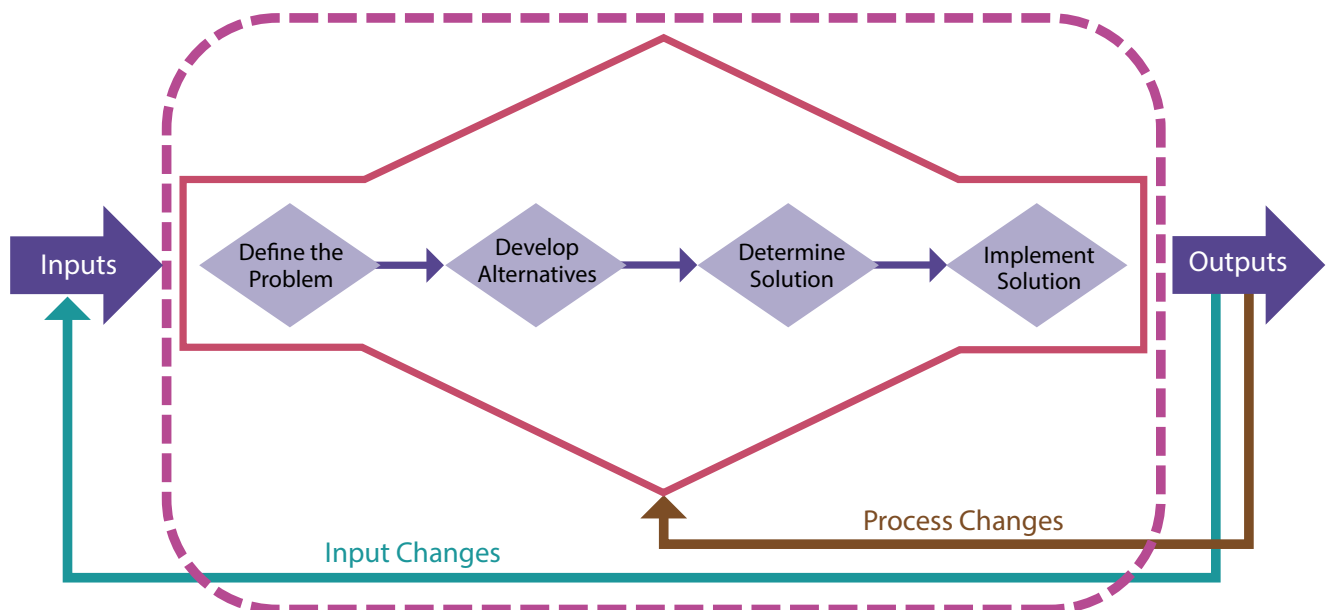 Inputs
Define the
Problem
Develop
Alternatives
Determine
Solution
Implement
Solution
Outputs
Process Changes
Input Changes